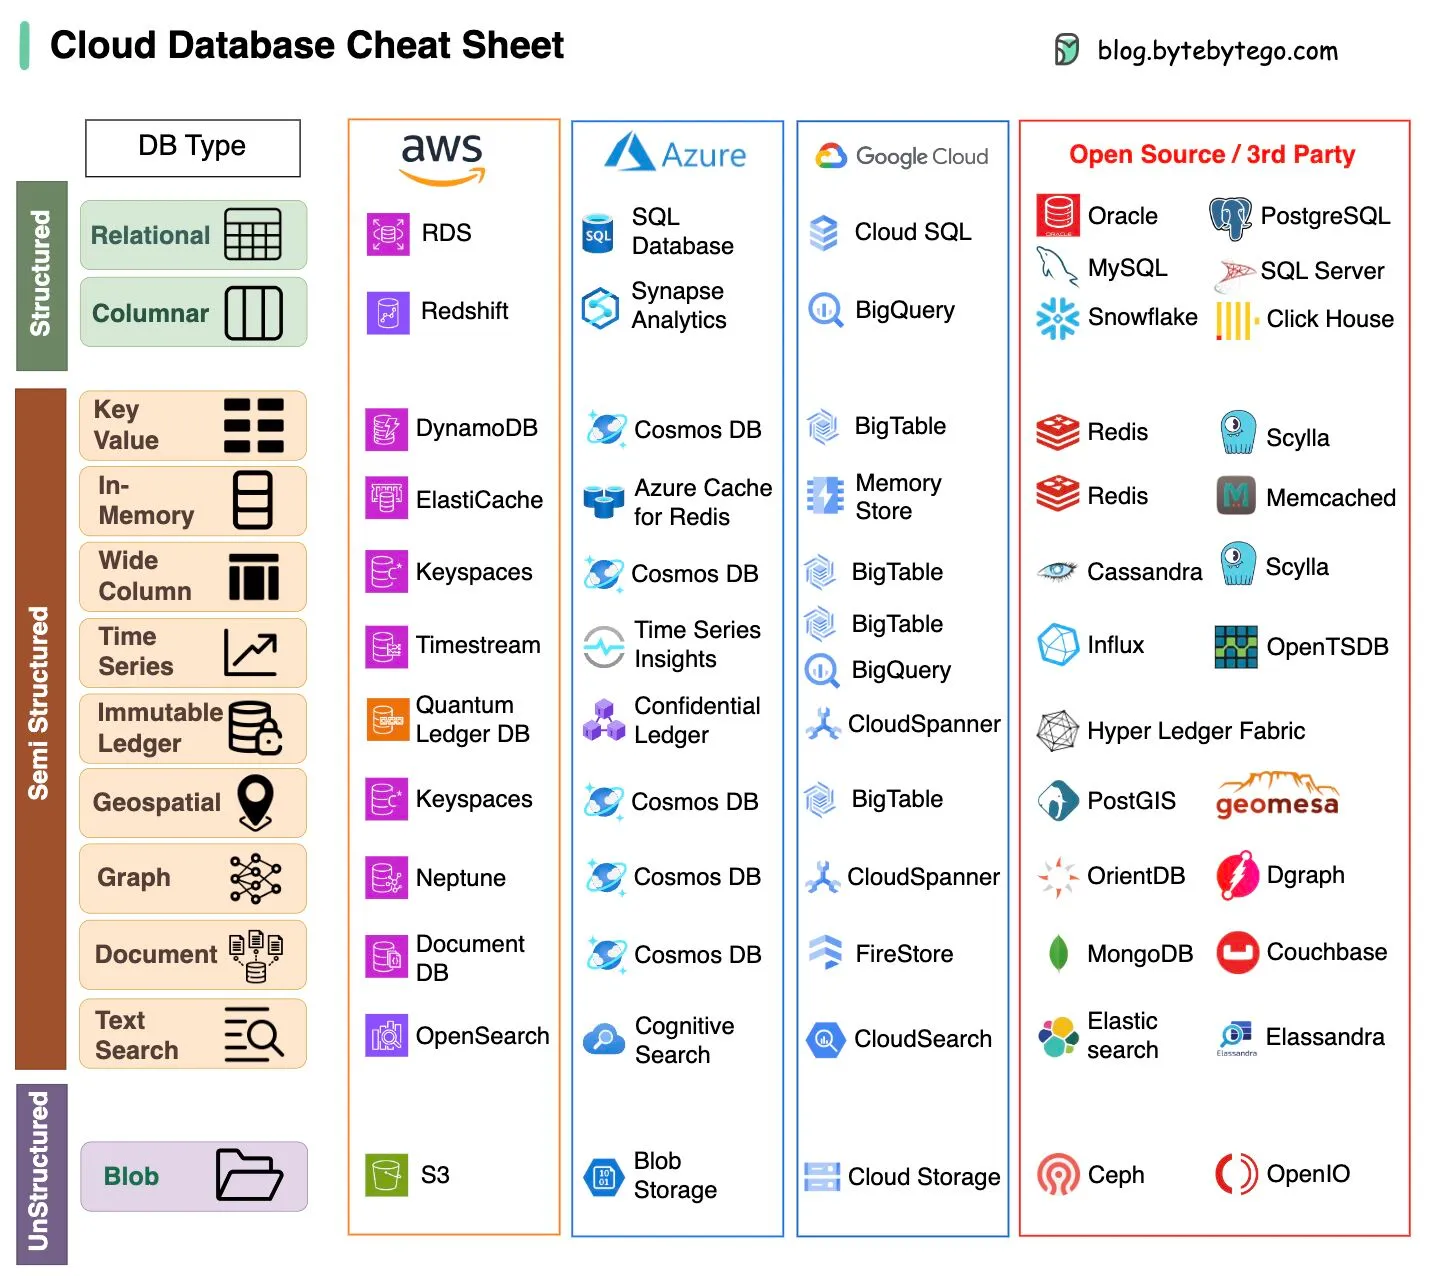 Cloud Database Cheat Sheet
blog.bytebytego.com
DB Type
aws
Azure
Google Cloud
Open Source / 3rd Party
Structured
Relational
RDS
SQL
Database
SQL
Cloud SQL
ORACLE
Oracle
PostgreSQL
MySQL
SQL Server
Columnar
Redshift
Synapse
Analytics
BigQuery
Snowflake
Click House
Semi Structured
Key
Value
DynamoDB
Cosmos DB
BigTable
Redis
Scylla
In-
Memory
ElastiCache
Azure Cache
for Redis
Memory
Store
Redis
M
Memcached
Wide
Column
Keyspaces
Cosmos DB
BigTable
Cassandra
Scylla
Time
Series
Timestream
Time Series
Insights
BigTable
BigQuery
Influx
OpenTSDB
Immutable
Ledger
Quantum
Ledger DB
Confidential
Ledger
CloudSpanner
Hyper Ledger Fabric
Geospatial
Keyspaces
Cosmos DB
BigTable
PostGIS
geomesa
Graph
Neptune
Cosmos DB
CloudSpanner
OrientDB
Dgraph
Document
Document
DB
Cosmos DB
FireStore
MongoDB
Couchbase
Text
Search
OpenSearch
Cognitive
Search
CloudSearch
Elastic
search
Elassandra
Elassandra
UnStructured
Blob
S3
10
01
Blob
Storage
Cloud Storage
Ceph
OpenIO